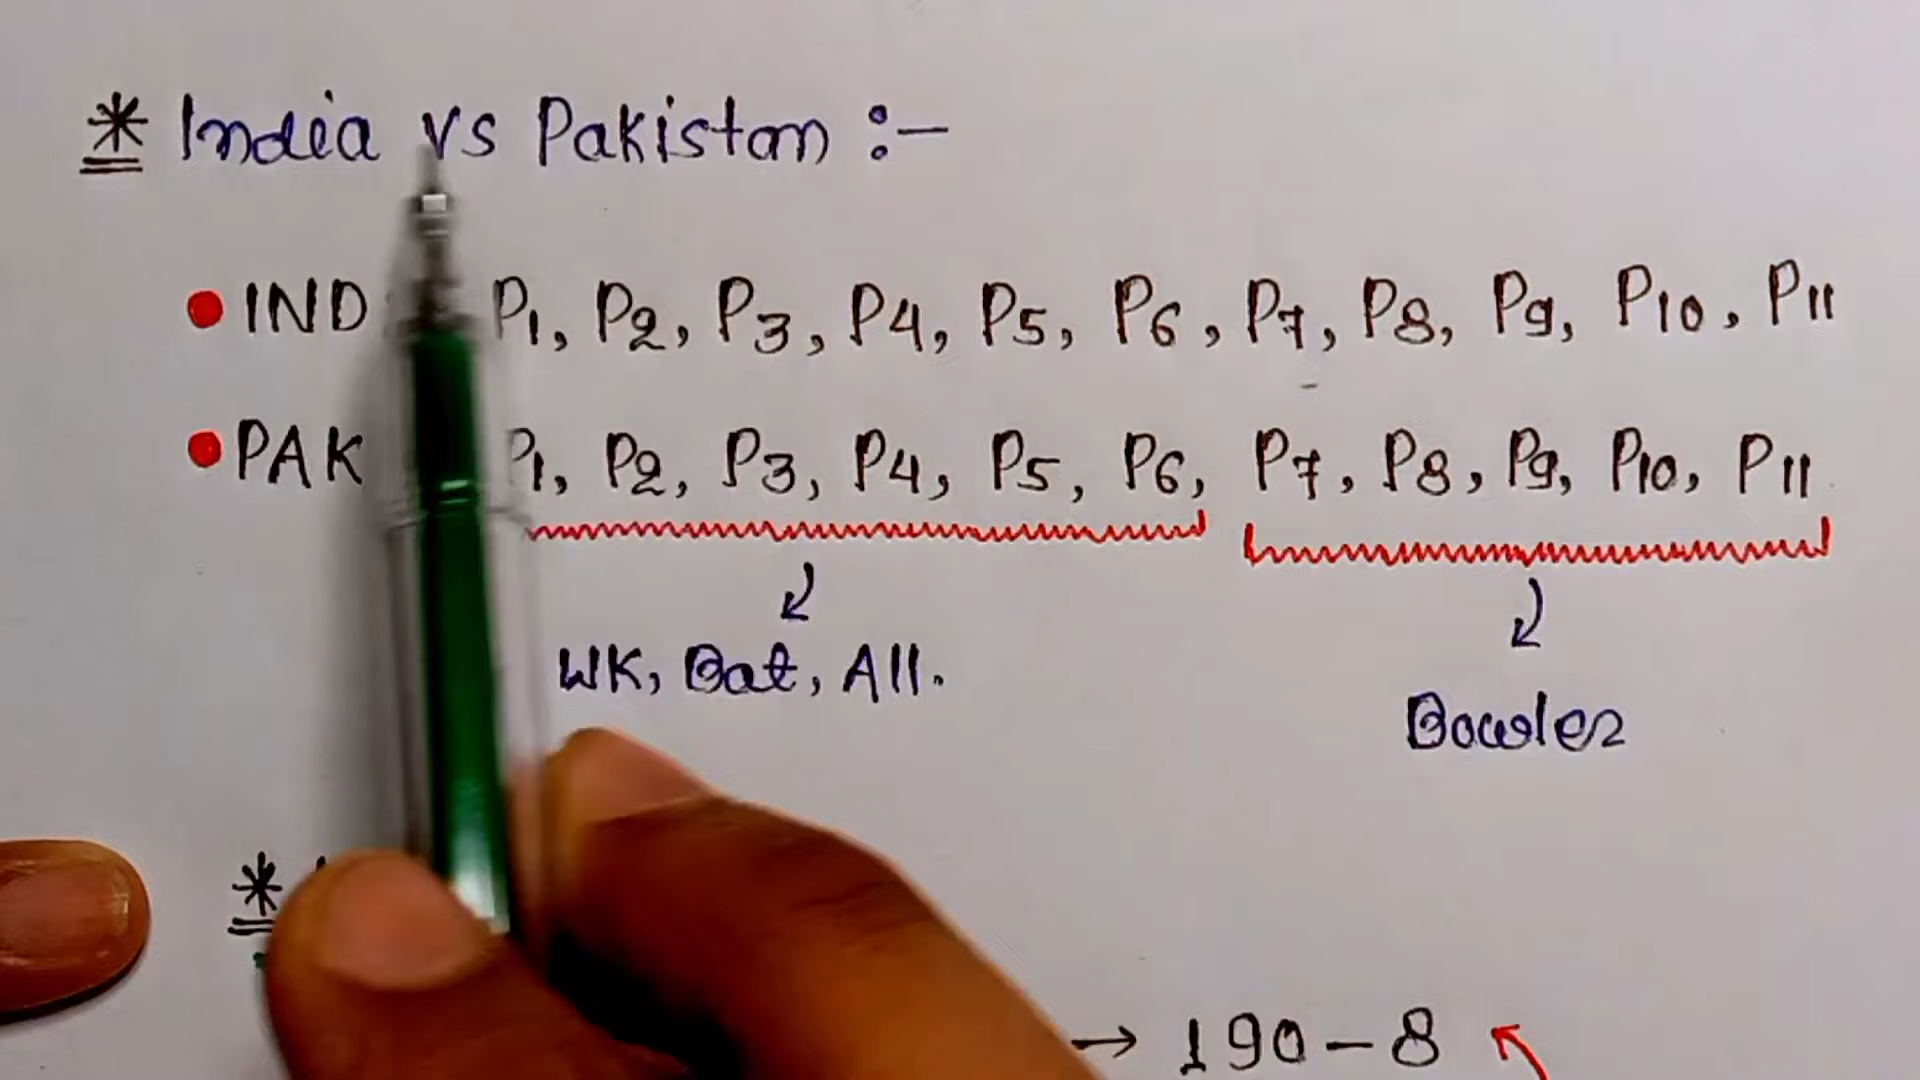 * India vs Pakistan :-
• IND P1, P2, P3, P4, P5, P6, P7, P8, P9, P10, P11
• PAK P1, P2, P3, P4, P5, P6, P7, P8, P9, P10, P11
WK, Bat, All.
Bowler
*
→ 190-8